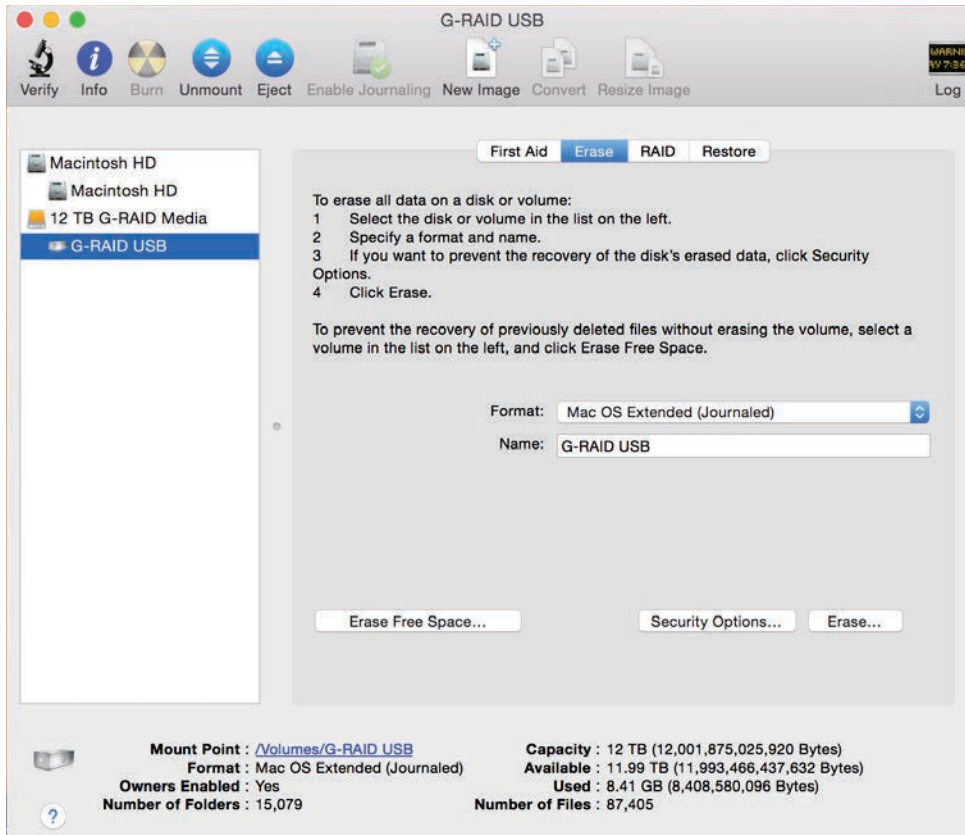 G-RAID USB
Verify Info Burn Unmount Eject Enable Journaling New Image Convert Resize Image Log
WARNI
AY 7:36
Macintosh HD
Macintosh HD
12 TB G-RAID Media
G-RAID USB
First Aid Erase RAID Restore
To erase all data on a disk or volume:
1 Select the disk or volume in the list on the left.
2 Specify a format and name.
3 If you want to prevent the recovery of the disk's erased data, click Security
Options.
4 Click Erase.
To prevent the recovery of previously deleted files without erasing the volume, select a
volume in the list on the left, and click Erase Free Space.
Format: Mac OS Extended (Journaled)
Name: G-RAID USB
Erase Free Space... Security Options... Erase...
Mount Point : /Volumes/G-RAID USB Capacity : 12 TB (12,001,875,025,920 Bytes)
Format : Mac OS Extended (Journaled) Available : 11.99 TB (11,993,466,437,632 Bytes)
Owners Enabled : Yes Used : 8.41 GB (8,408,580,096 Bytes)
Number of Folders : 15,079 Number of Files : 87,405
?